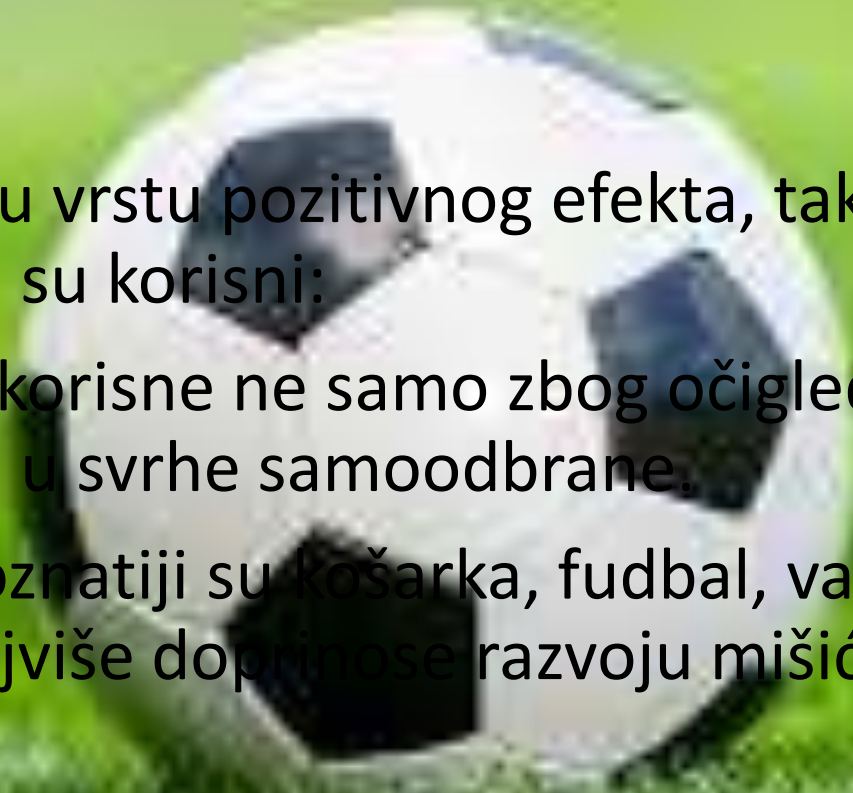 u vrstu pozitivnog efekta, tak
su korisni:
korisne ne samo zbog očigled
u svrhe samoodbrane.
oznatiji su košarka, fudbal, va
jviše doprinose razvoju mišić